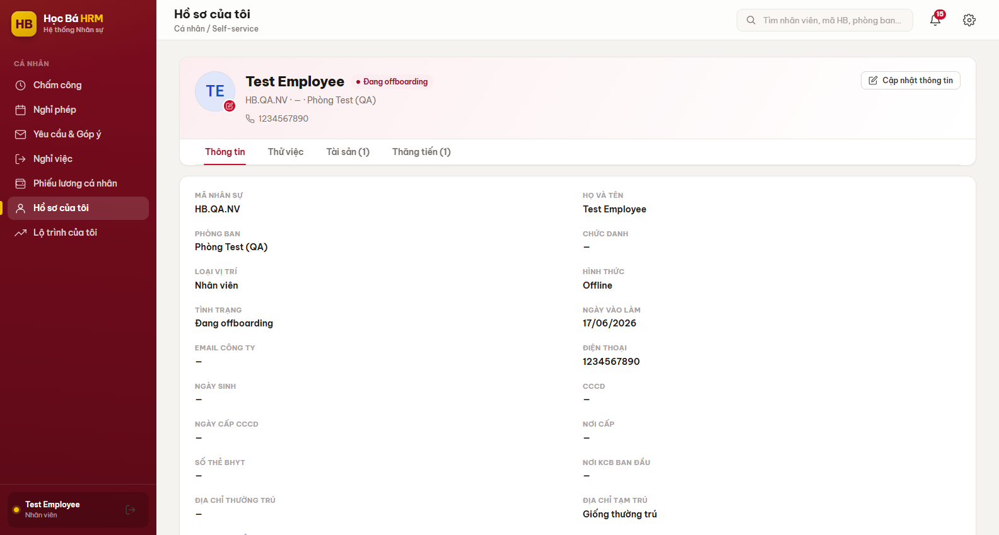 HB
Học Bá HRM
Hệ thống Nhân sự
CÁ NHÂN
Chấm công
Nghỉ phép
Yêu cầu & Góp ý
Nghỉ việc
Phiếu lương cá nhân
Hồ sơ của tôi
Lộ trình của tôi
Test Employee
Nhân viên
Hồ sơ của tôi
Cá nhân / Self-service
Tìm nhân viên, mã HB, phòng ban...
15
TE
Test Employee
Đang offboarding
HB.QA.NV · — · Phòng Test (QA)
1234567890
Cập nhật thông tin
Thông tin
Thử việc
Tài sản (1)
Thăng tiến (1)
MÃ NHÂN SỰ
HB.QA.NV
HỌ VÀ TÊN
Test Employee
PHÒNG BAN
Phòng Test (QA)
CHỨC DANH
—
LOẠI VỊ TRÍ
Nhân viên
HÌNH THỨC
Offline
TÌNH TRẠNG
Đang offboarding
NGÀY VÀO LÀM
17/06/2026
EMAIL CÔNG TY
—
ĐIỆN THOẠI
1234567890
NGÀY SINH
—
CCCD
—
NGÀY CẤP CCCD
—
NƠI CẤP
—
SỐ THẺ BHYT
—
NƠI KCB BAN ĐẦU
—
ĐỊA CHỈ THƯỜNG TRÚ
—
ĐỊA CHỈ TẠM TRÚ
Giống thường trú